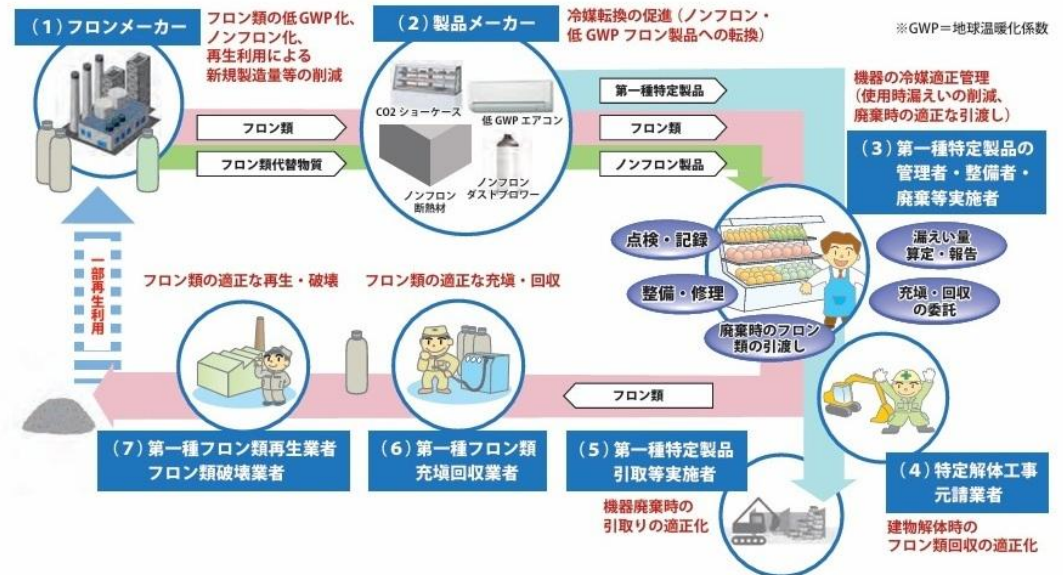 (1)フロンメーカー
フロン類の低GWP化、
ノンフロン化、
再生利用による
新規製造量等の削減
(2)製品メーカー
冷媒転換の促進(ノンフロン・
低GWPフロン製品への転換)
※GWP=地球温暖化係数
CO2 ショーケース
低GWPエアコン
ノンフロン
断熱材
ノンフロン
ダストブロワー
フロン類
フロン類代替物質
第一種特定製品
フロン類
ノンフロン製品
機器の冷媒適正管理
(使用時漏えいの削減、
廃棄時の適正な引渡し)
(3)第一種特定製品の
管理者・整備者・
廃棄等実施者
点検・記録
整備・修理
廃棄時のフロン
類の引渡し
漏えい量
算定・報告
充塡・回収
の委託
一部再生利用
フロン類の適正な再生・破壊
フロン類の適正な充塡・回収
フロン類
(7)第一種フロン類再生業者
フロン類破壊業者
(6)第一種フロン類
充塡回収業者
(5)第一種特定製品
引取等実施者
機器廃棄時の
引取りの適正化
(4)特定解体工事
元請業者
建物解体時の
フロン類回収の適正化